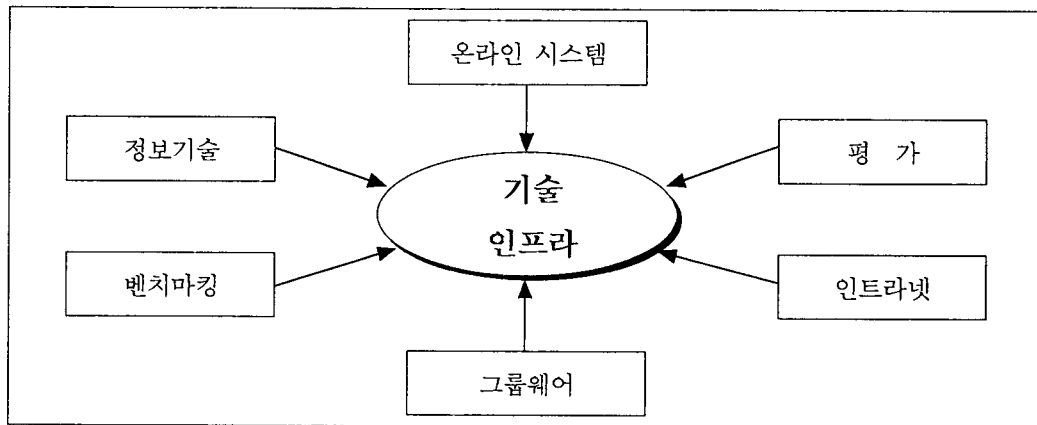 온라인 시스템
정보기술
평 가
기술
인프라
벤치마킹
인트라넷
그룹웨어